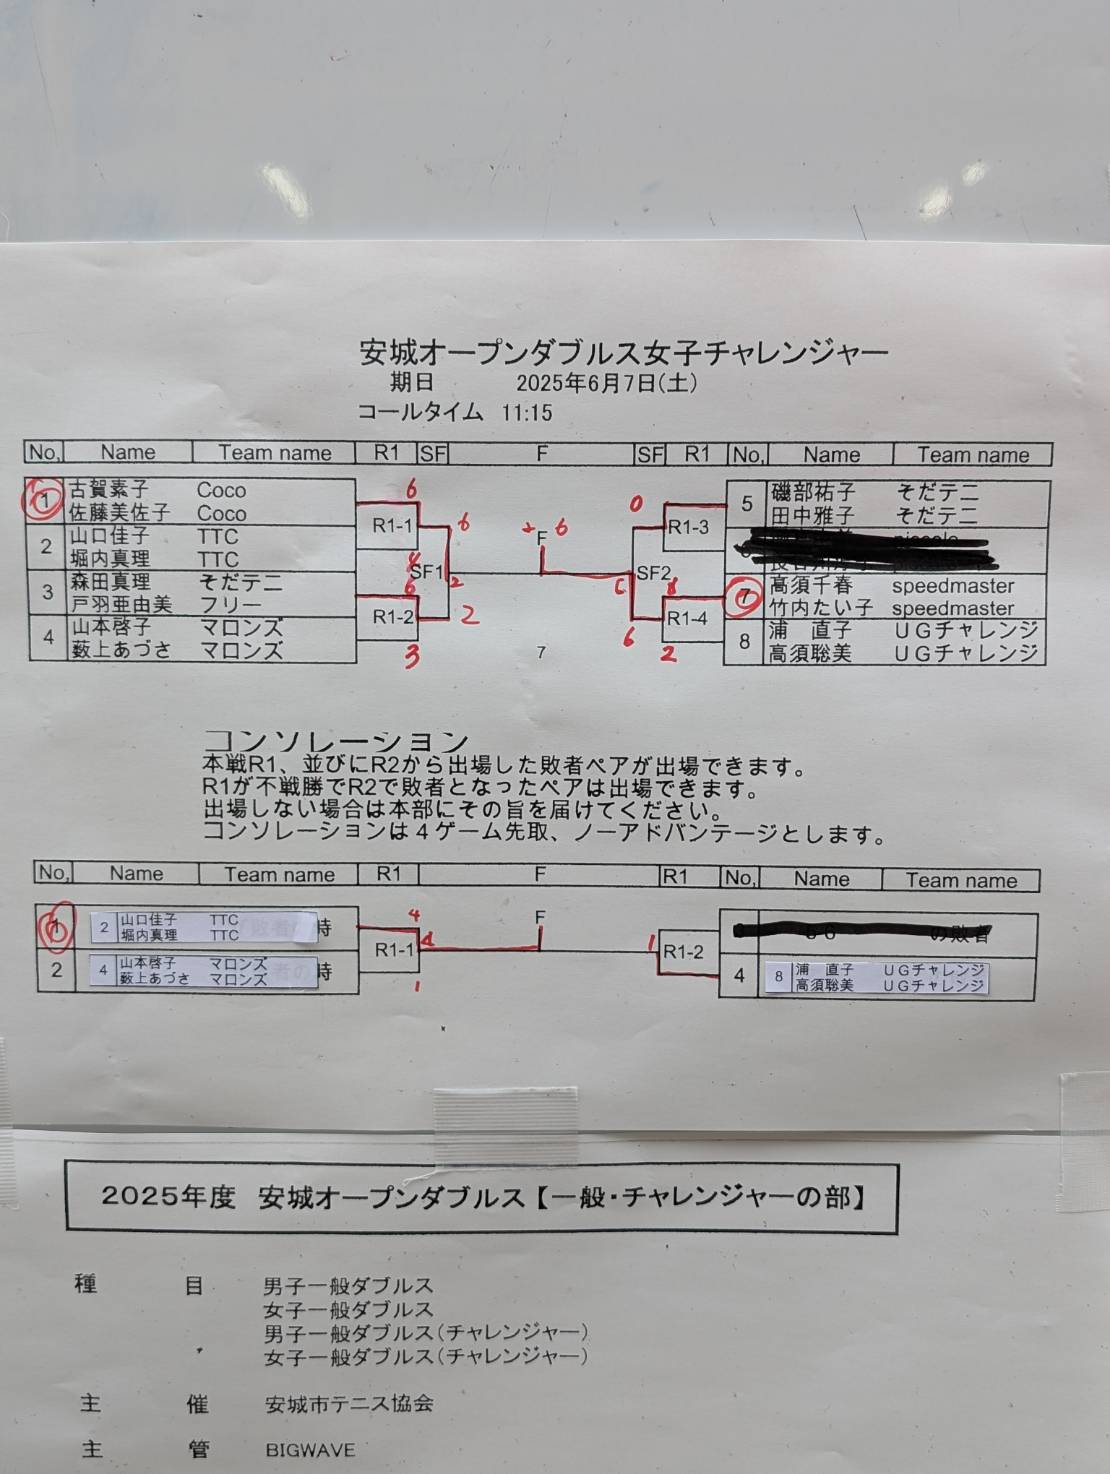 安城オープンダブルス女子チャレンジャー
期日 2025年6月7日(土)
コールタイム 11:15
No, Name Team name R1 SF F SF R1 No, Name Team name
1 古賀素子 Coco
佐藤美佐子 Coco
2 山口佳子 TTC
堀内真理 TTC
3 森田真理 そだテニ
戸羽亜由美 フリー
4 山本啓子 マロンズ
薮上あづさ マロンズ
R1-1
R1-2
SF1
6
6
6
3
2
2
F
6
7
SF2
0
6
2
R1-3
R1-4
5 磯部祐子 そだテニ
田中雅子 そだテニ
7 高須千春 speedmaster
竹内たい子 speedmaster
8 浦 直子 UGチャレンジ
高須聡美 UGチャレンジ
コンソレーション
本戦R1、並びにR2から出場した敗者ペアが出場できます。
R1が不戦勝でR2で敗者となったペアは出場できます。
出場しない場合は本部にその旨を届けてください。
コンソレーションは4ゲーム先取、ノーアドバンテージとします。
No, Name Team name R1 F R1 No, Name Team name
1 2 山口佳子 TTC 時
堀内真理 TTC
2 4 山本啓子 マロンズ 時
薮上あづさ マロンズ
4
R1-1
4
1
F
1
R1-2
の敗者
4 8 浦 直子 UGチャレンジ
高須聡美 UGチャレンジ
2025年度 安城オープンダブルス【一般・チャレンジャーの部】
種 目 男子一般ダブルス
女子一般ダブルス
男子一般ダブルス(チャレンジャー)
女子一般ダブルス(チャレンジャー)
主 催 安城市テニス協会
主 管 BIGWAVE